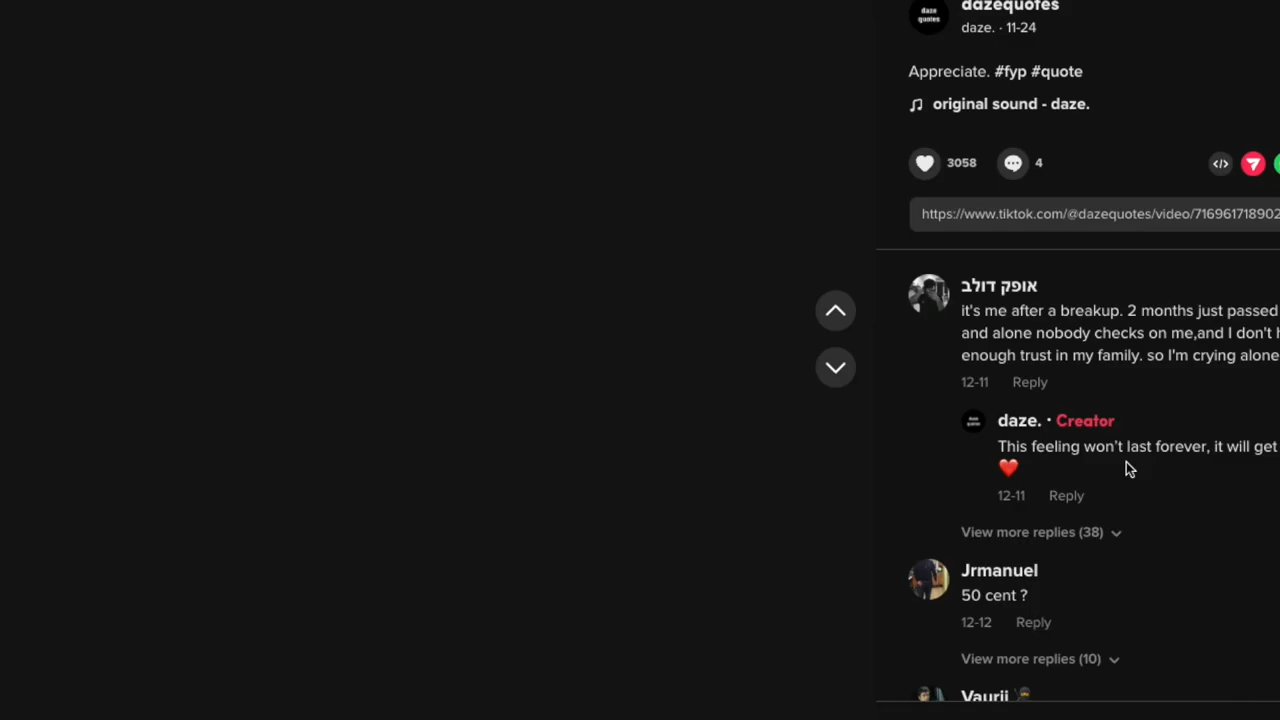 daze
quotes
dazequotes
daze. · 11-24
Appreciate. #fyp #quote
original sound - daze.
3058
4
</>
https://www.tiktok.com/@dazequotes/video/716961718902
אופק דולב
it's me after a breakup. 2 months just passed
and alone nobody checks on me,and I don't h
enough trust in my family. so I'm crying alone
12-11 Reply
daze. · Creator
This feeling won't last forever, it will get
❤️
12-11 Reply
View more replies (38)
Jrmanuel
50 cent ?
12-12 Reply
View more replies (10)
Vaurii